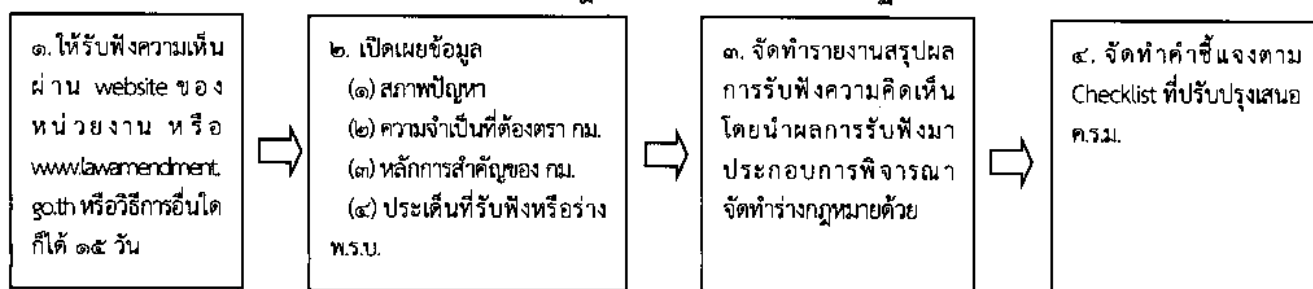 ๑. ให้รับฟังความเห็น
ผ่าน website ของ
หน่วยงาน หรือ
www.lawamendment.
go.th หรือวิธีการอื่นใด
ก็ได้ ๑๕ วัน
๒. เปิดเผยข้อมูล
(๑) สภาพปัญหา
(๒) ความจำเป็นที่ต้องตรา กม.
(๓) หลักการสำคัญของ กม.
(๔) ประเด็นที่รับฟังหรือร่าง
พ.ร.บ.
๓. จัดทำรายงานสรุปผล
การรับฟังความคิดเห็น
โดยนำผลการรับฟังมา
ประกอบการพิจารณา
จัดทำร่างกฎหมายด้วย
๔. จัดทำคำชี้แจงตาม
Checklist ที่ปรับปรุงเสนอ
ค.ร.ม.